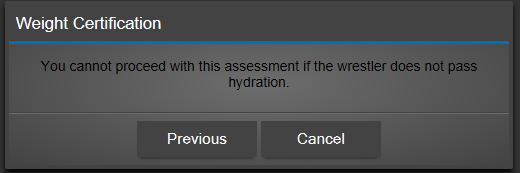 Weight Certification
You cannot proceed with this assessment if the wrestler does not pass
hydration.
Previous
Cancel